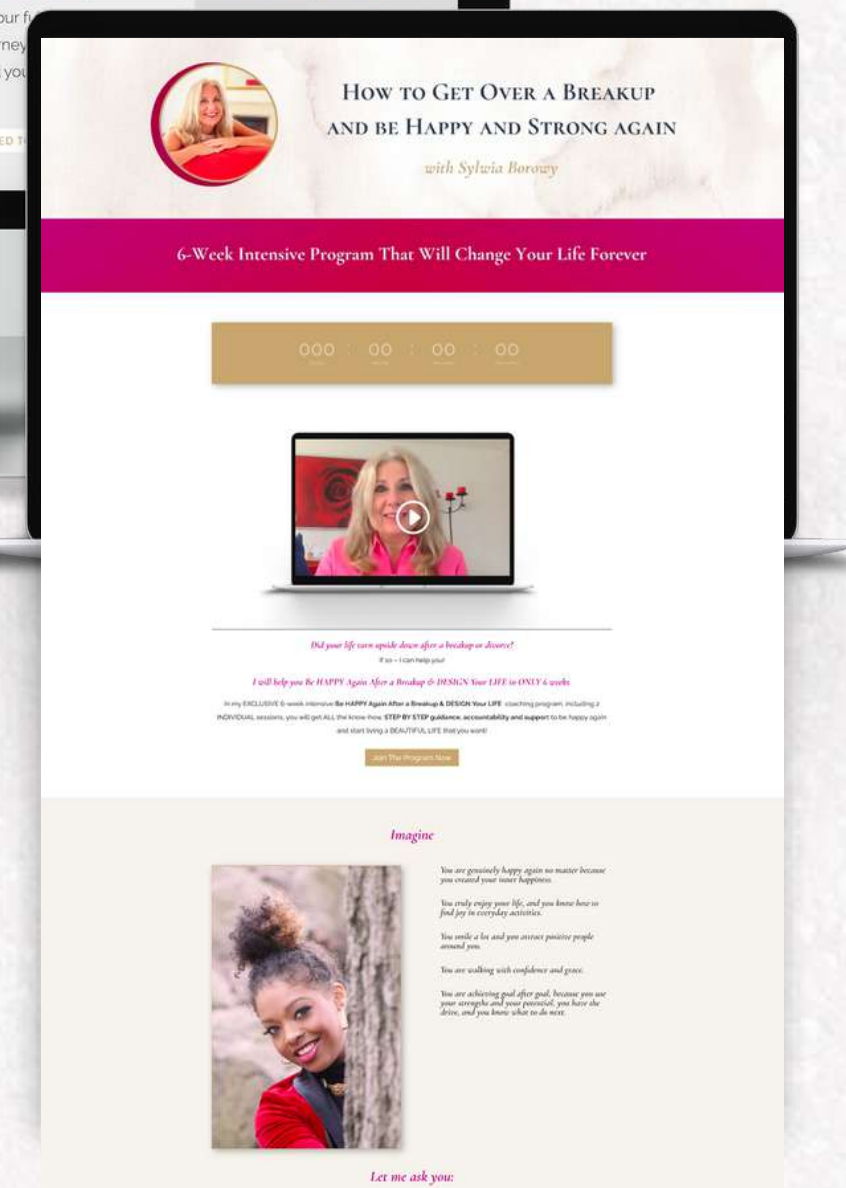 our fu
rney
you
ED TO
HOW TO GET OVER A BREAKUP
AND BE HAPPY AND STRONG AGAIN
with Sylwia Borowy
6-Week Intensive Program That Will Change Your Life Forever
000 : 00 : 00 : 00
Did your life turn upside down after a breakup or divorce?
If so – I can help you!
I will help you Be HAPPY Again After a Breakup & DESIGN Your LIFE in ONLY 6 weeks
In my EXCLUSIVE 6-week intensive Be HAPPY Again After a Breakup & DESIGN Your LIFE coaching program, including 2
INDIVIDUAL sessions, you will get ALL the know-how, STEP BY STEP guidance, accountability and support to be happy again
and start living a BEAUTIFUL LIFE that you want!
Join The Program Now
Imagine
You are genuinely happy again no matter because
you created your inner happiness.
You truly enjoy your life, and you know how to
find joy in everyday activities.
You smile a lot and you attract positive people
around you.
You are walking with confidence and grace.
You are achieving goal after goal, because you use
your strengths and your potential, you have the
drive, and you know what to do next.
Let me ask you: